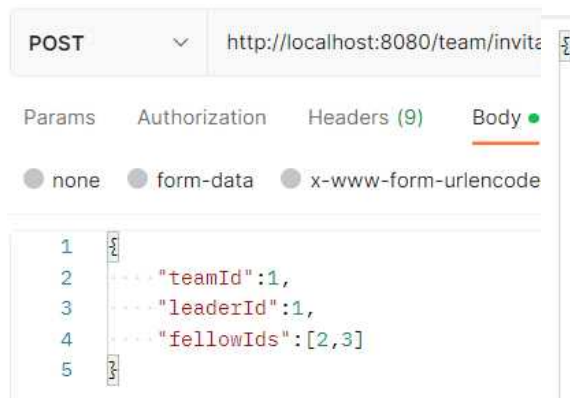 POST http://localhost:8080/team/invita
Params Authorization Headers (9) Body
none form-data x-www-form-urlencode
1 {
2 "teamId":1,
3 "leaderId":1,
4 "fellowIds":[2,3]
5 }
{